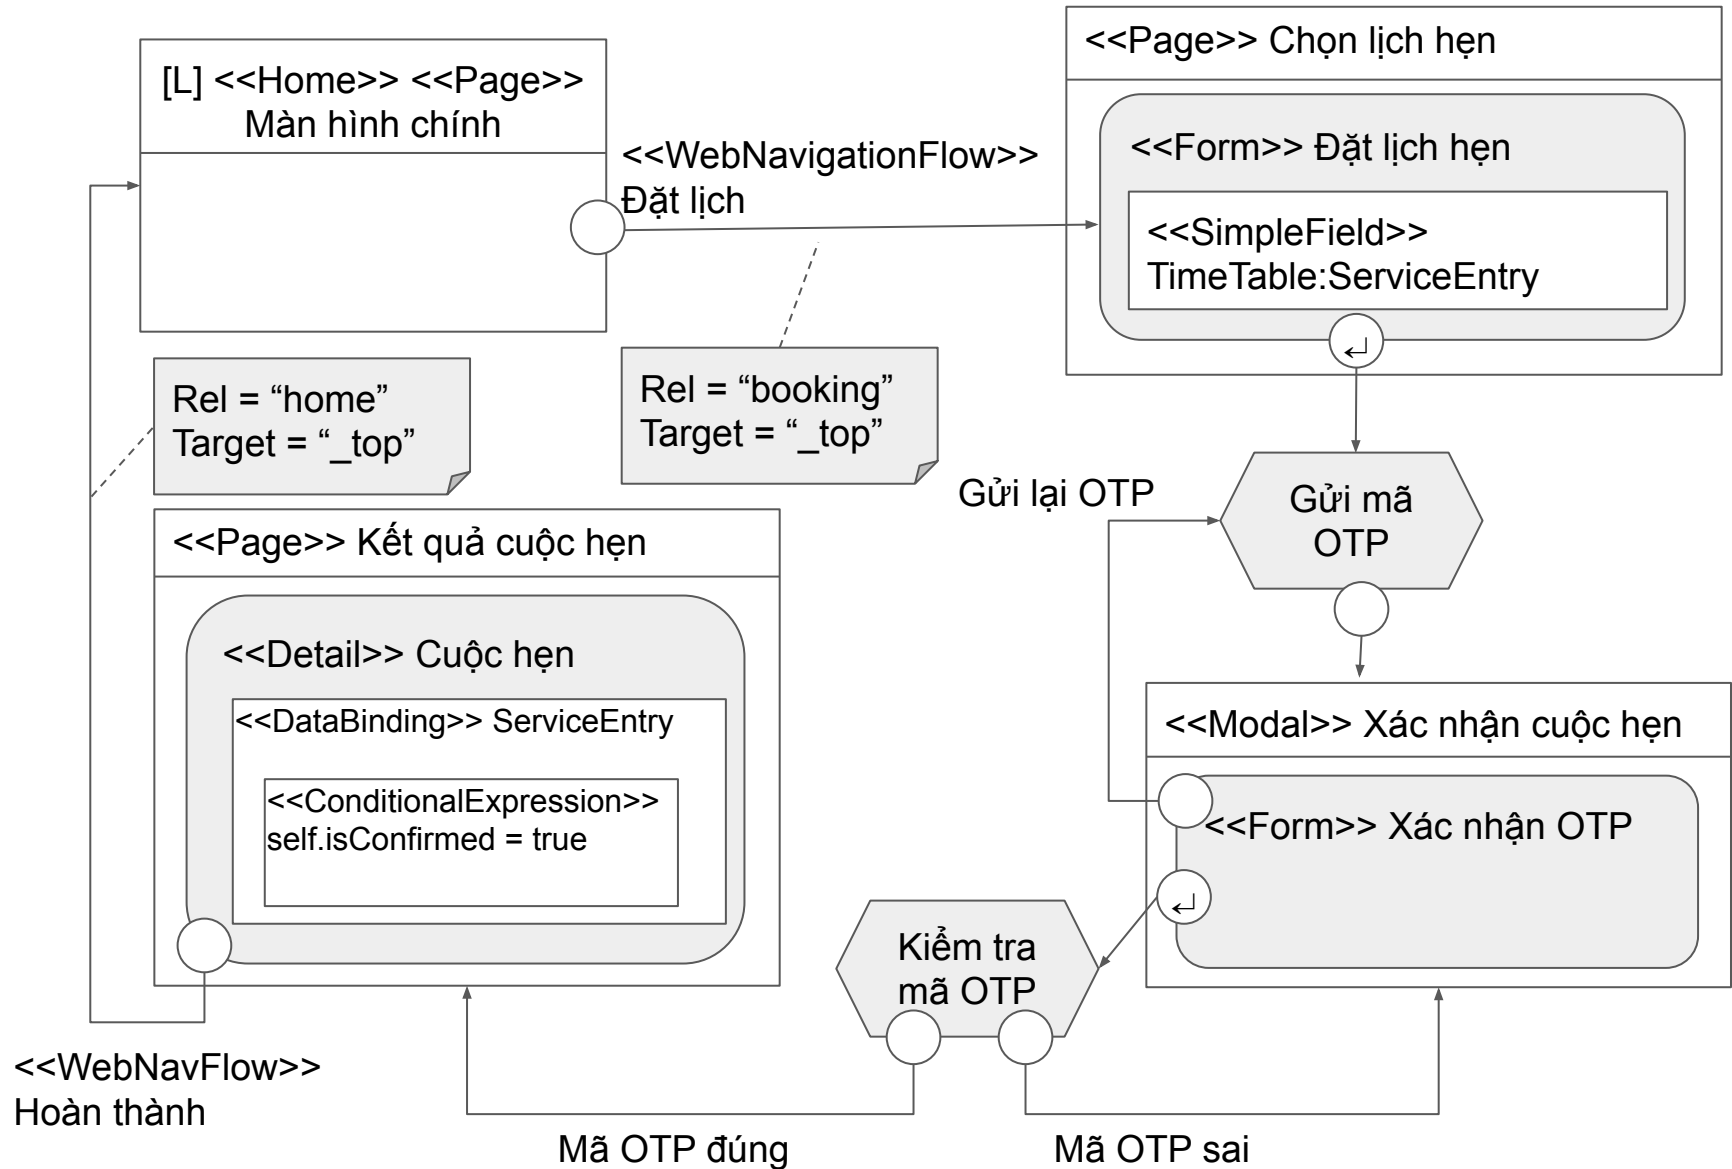 [L] <<Home>> <<Page>>
Màn hình chính
<<WebNavigationFlow>>
Đặt lịch
<<Page>> Chọn lịch hẹn
<<Form>> Đặt lịch hẹn
<<SimpleField>>
TimeTable:ServiceEntry
Rel = “home”
Target = “_top”
Rel = “booking”
Target = “_top”
Gửi lại OTP
Gửi mã
OTP
<<Page>> Kết quả cuộc hẹn
<<Detail>> Cuộc hẹn
<<DataBinding>> ServiceEntry
<<ConditionalExpression>>
self.isConfirmed = true
<<Modal>> Xác nhận cuộc hẹn
<<Form>> Xác nhận OTP
Kiểm tra
mã OTP
<<WebNavFlow>>
Hoàn thành
Mã OTP đúng
Mã OTP sai